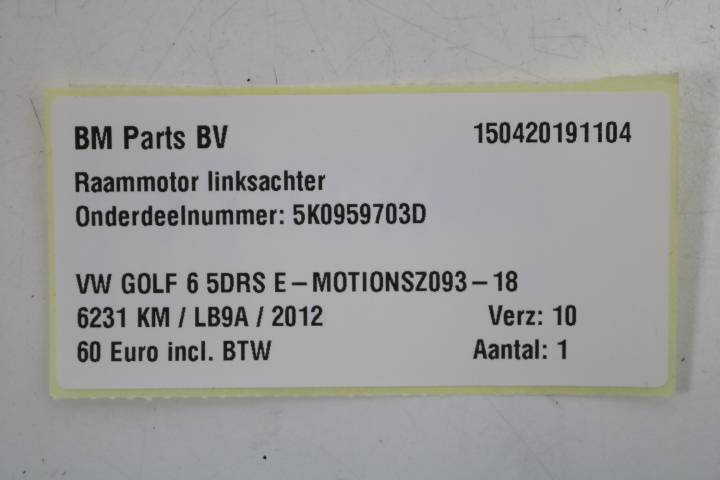 BM Parts BV 150420191104
Raammotor linksachter
Onderdeelnummer: 5K0959703D
VW GOLF 6 5DRS E-MOTIONSZ093-18
6231 KM / LB9A / 2012 Verz: 10
60 Euro incl. BTW Aantal: 1